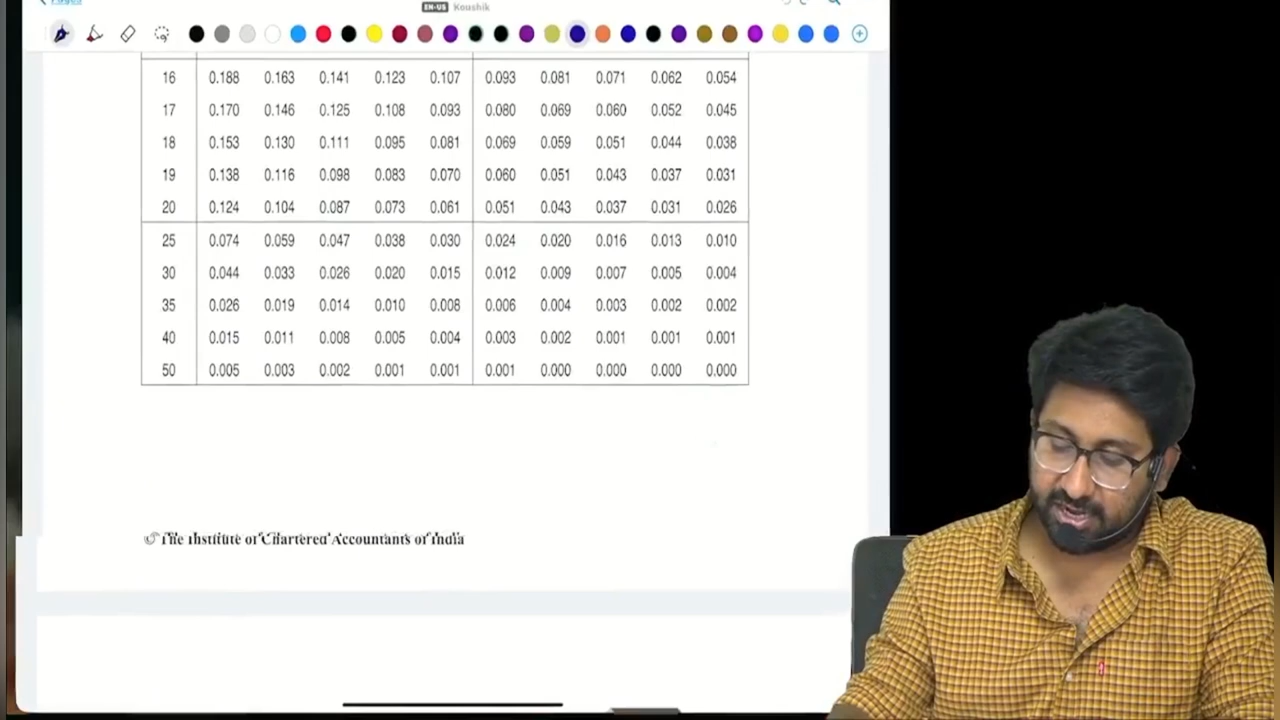 Pages
EN-US Koushik
16 0.188 0.163 0.141 0.123 0.107 0.093 0.081 0.071 0.062 0.054
17 0.170 0.146 0.125 0.108 0.093 0.080 0.069 0.060 0.052 0.045
18 0.153 0.130 0.111 0.095 0.081 0.069 0.059 0.051 0.044 0.038
19 0.138 0.116 0.098 0.083 0.070 0.060 0.051 0.043 0.037 0.031
20 0.124 0.104 0.087 0.073 0.061 0.051 0.043 0.037 0.031 0.026
25 0.074 0.059 0.047 0.038 0.030 0.024 0.020 0.016 0.013 0.010
30 0.044 0.033 0.026 0.020 0.015 0.012 0.009 0.007 0.005 0.004
35 0.026 0.019 0.014 0.010 0.008 0.006 0.004 0.003 0.002 0.002
40 0.015 0.011 0.008 0.005 0.004 0.003 0.002 0.001 0.001 0.001
50 0.005 0.003 0.002 0.001 0.001 0.001 0.000 0.000 0.000 0.000
© The Institute of Chartered Accountants of India